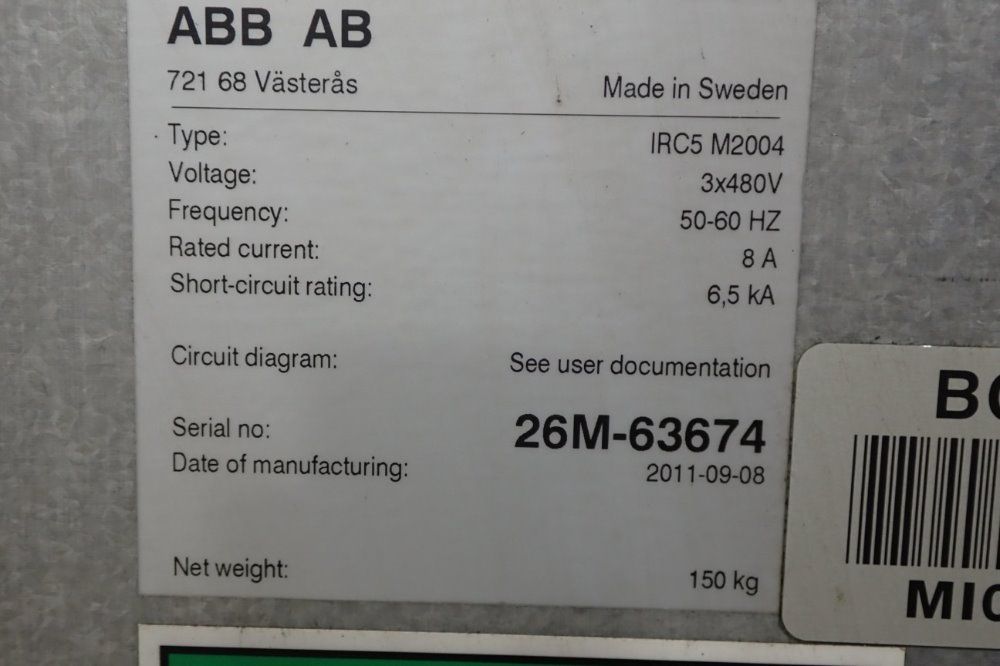 ABB AB
721 68 Västerås Made in Sweden
Type: IRC5 M2004
Voltage: 3x480V
Frequency: 50-60 HZ
Rated current: 8 A
Short-circuit rating: 6,5 kA
Circuit diagram: See user documentation
Serial no: 26M-63674
Date of manufacturing: 2011-09-08
Net weight: 150 kg